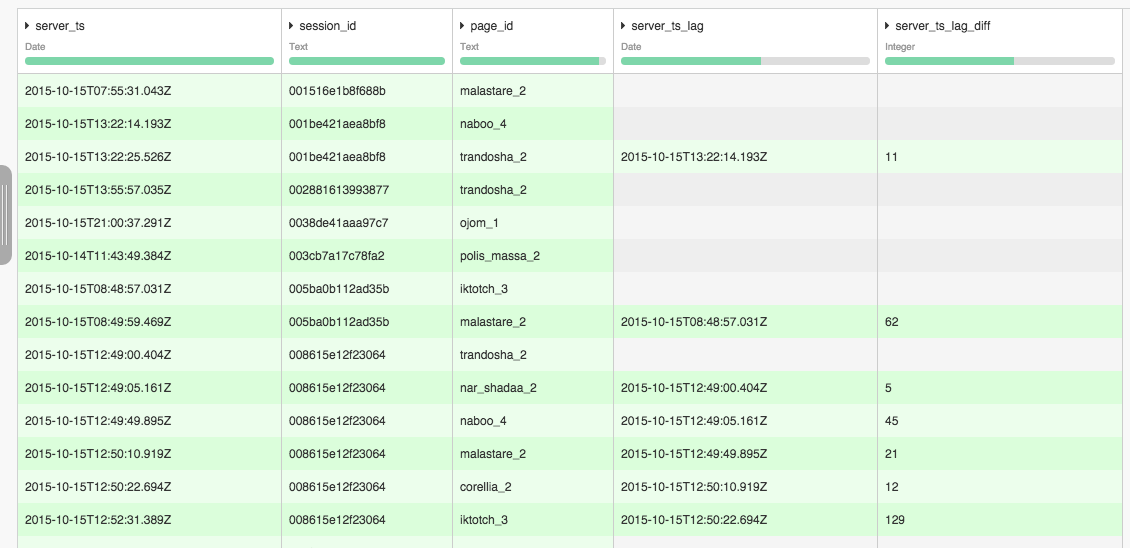 server_ts session_id page_id server_ts_lag server_ts_lag_diff
Date Text Text Date Integer
2015-10-15T07:55:31.043Z 001516e1b8f688b malastare_2
2015-10-15T13:22:14.193Z 001be421aea8bf8 naboo_4
2015-10-15T13:22:25.526Z 001be421aea8bf8 trandosha_2 2015-10-15T13:22:14.193Z 11
2015-10-15T13:55:57.035Z 002881613993877 trandosha_2
2015-10-15T21:00:37.291Z 0038de41aaa97c7 ojom_1
2015-10-14T11:43:49.384Z 003cb7a17c78fa2 polis_massa_2
2015-10-15T08:48:57.031Z 005ba0b112ad35b iktotch_3
2015-10-15T08:49:59.469Z 005ba0b112ad35b malastare_2 2015-10-15T08:48:57.031Z 62
2015-10-15T12:49:00.404Z 008615e12f23064 trandosha_2
2015-10-15T12:49:05.161Z 008615e12f23064 nar_shadaa_2 2015-10-15T12:49:00.404Z 5
2015-10-15T12:49:49.895Z 008615e12f23064 naboo_4 2015-10-15T12:49:05.161Z 45
2015-10-15T12:50:10.919Z 008615e12f23064 malastare_2 2015-10-15T12:49:49.895Z 21
2015-10-15T12:50:22.694Z 008615e12f23064 corellia_2 2015-10-15T12:50:10.919Z 12
2015-10-15T12:52:31.389Z 008615e12f23064 iktotch_3 2015-10-15T12:50:22.694Z 129